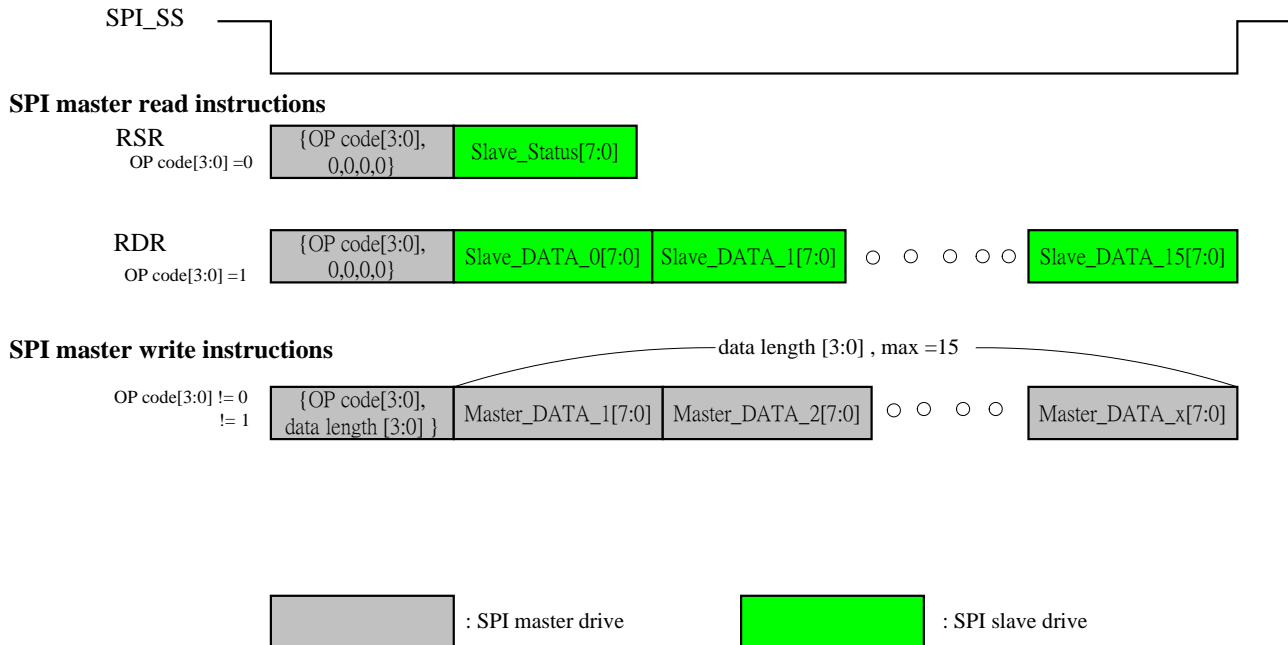 SPI_SS
SPI master read instructions
RSR
OP code[3:0] =0
{OP code[3:0],
0,0,0,0}
Slave_Status[7:0]
RDR
OP code[3:0] =1
{OP code[3:0],
0,0,0,0}
Slave_DATA_0[7:0]
Slave_DATA_1[7:0]
Slave_DATA_15[7:0]
SPI master write instructions
data length [3:0] , max =15
OP code[3:0] != 0
!= 1
{OP code[3:0],
data length [3:0] }
Master_DATA_1[7:0]
Master_DATA_2[7:0]
Master_DATA_x[7:0]
: SPI master drive
: SPI slave drive